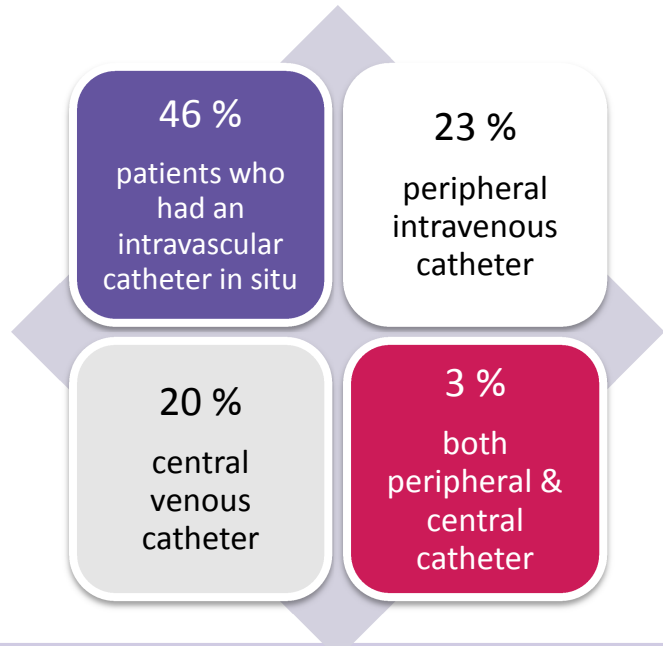 46 %
patients who
had an
intravascular
catheter in situ
23 %
peripheral
intravenous
catheter
20 %
central
venous
catheter
3 %
both
peripheral &
central
catheter